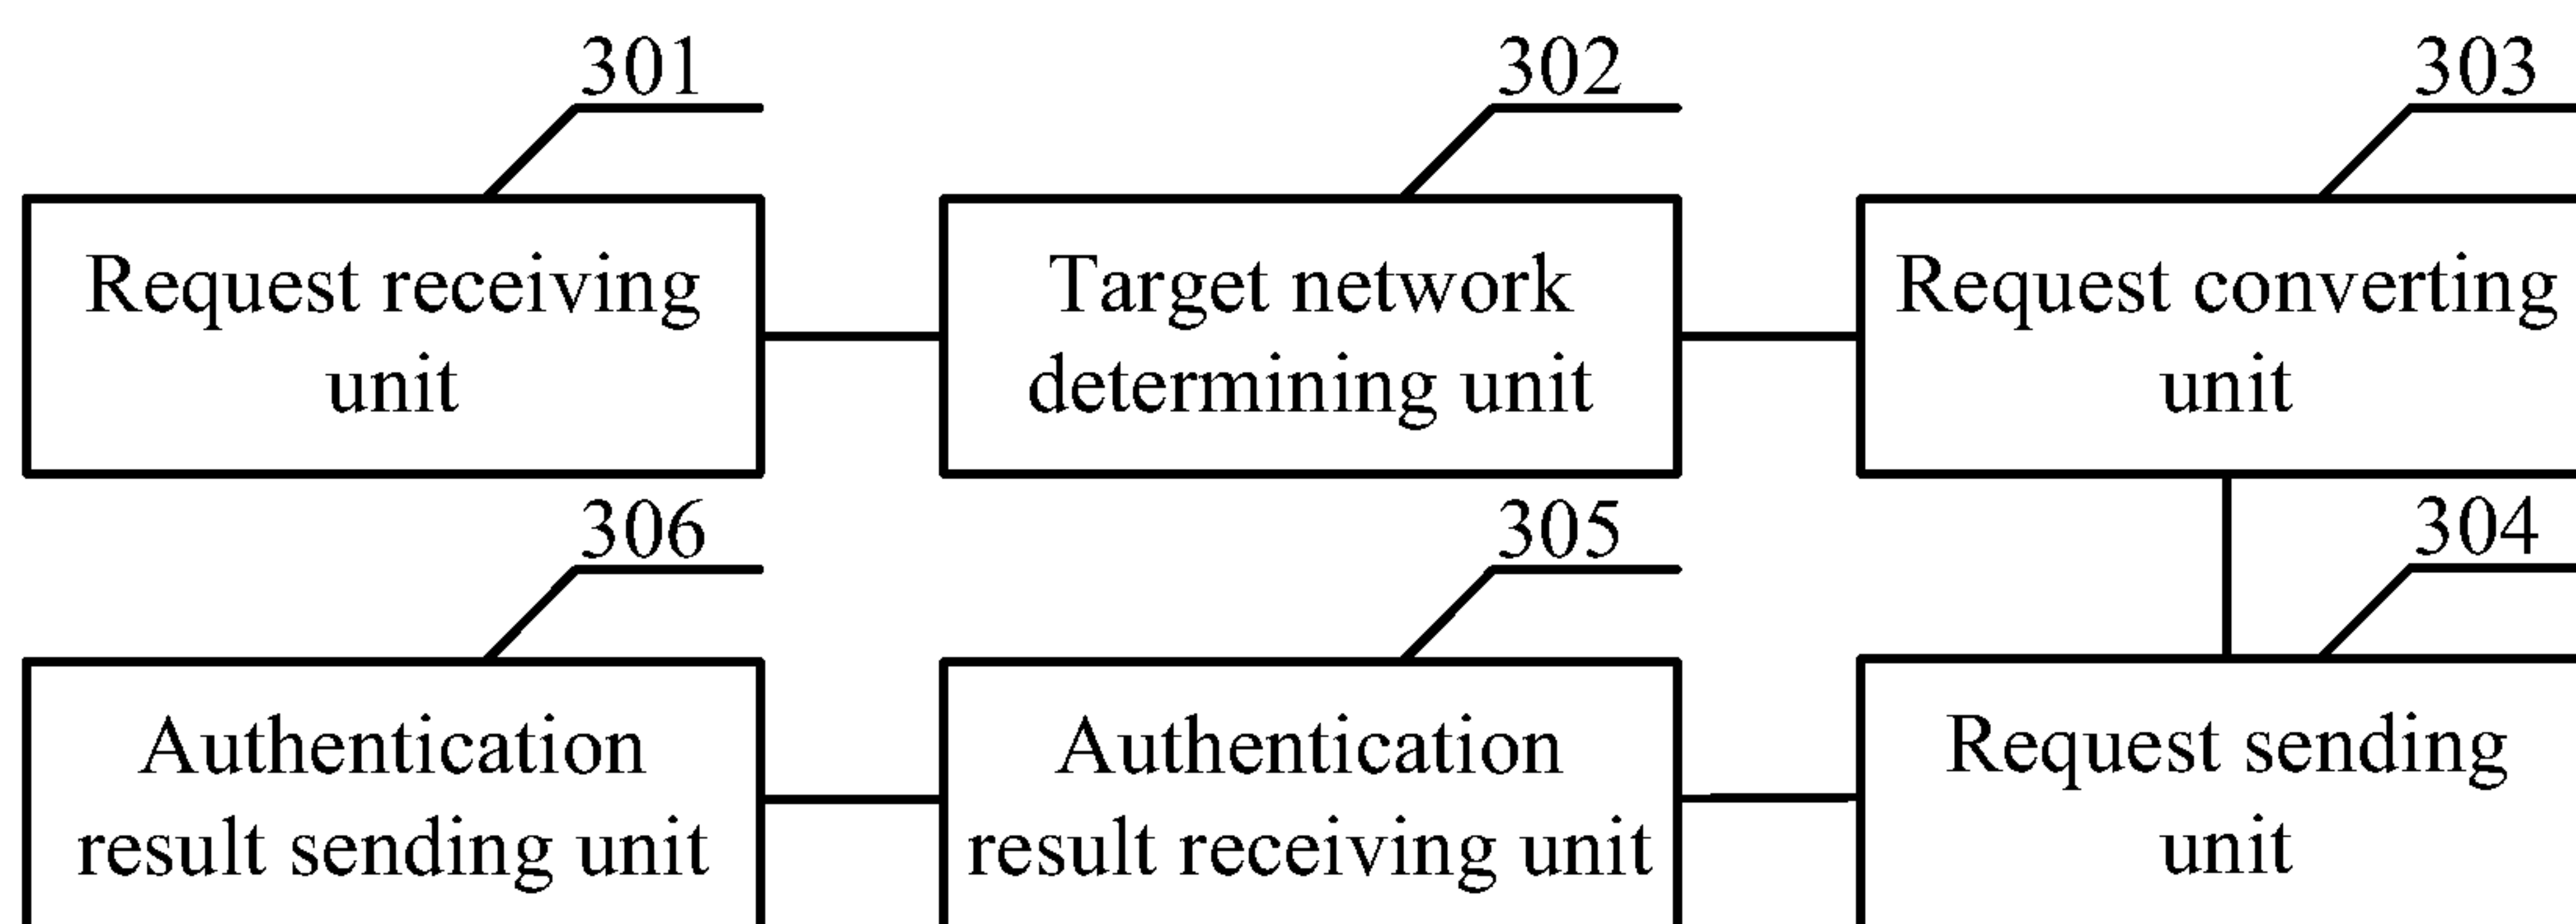 301
302
303
Request receiving
unit
Target network
determining unit
Request converting
unit
306
305
304
Authentication
result sending unit
Authentication
result receiving unit
Request sending
unit